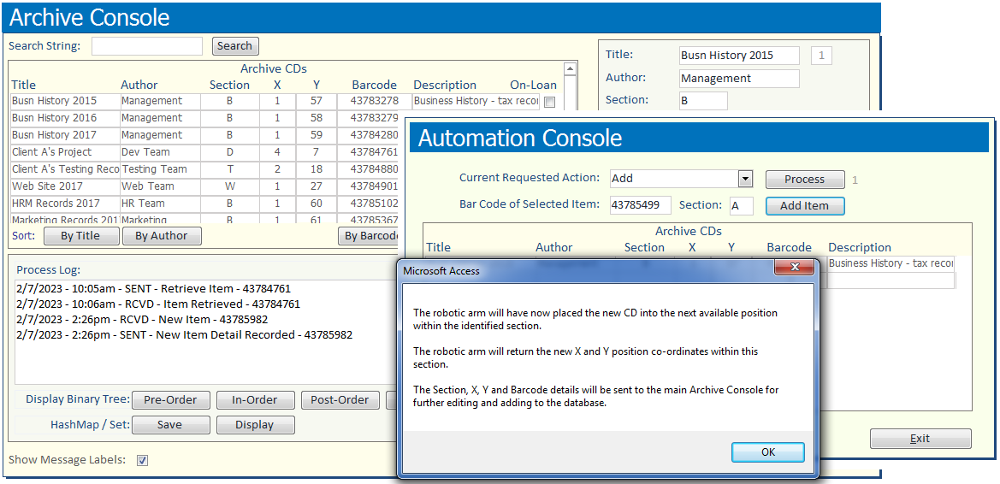 Archive Console
Search String: Search
Archive CDs
Title Author Section X Y Barcode Description On-Loan
Busn History 2015 Management B 1 57 43783278 Business History - tax recor
Busn History 2016 Management B 1 58 43783279
Busn History 2017 Management B 1 59 43784280
Client A's Project Dev Team D 4 7 43784761
Client A's Testing Reco Testing Team T 2 18 43784880
Web Site 2017 Web Team W 1 27 43784901
HRM Records 2017 HR Team B 1 60 43785102
Marketing Records 201 Marketing B 1 61 43785367
Sort: By Title By Author By Barcode
Title: Busn History 2015 1
Author: Management
Section: B
Process Log:
2/7/2023 - 10:05am - SENT - Retrieve Item - 43784761
2/7/2023 - 10:06am - RCVD - Item Retrieved - 43784761
2/7/2023 - 2:26pm - RCVD - New Item - 43785982
2/7/2023 - 2:26pm - SENT - New Item Detail Recorded - 43785982
Display Binary Tree: Pre-Order In-Order Post-Order
HashMap / Set: Save Display
Show Message Labels:
Automation Console
Current Requested Action: Add Process 1
Bar Code of Selected Item: 43785499 Section: A Add Item
Archive CDs
Title Author Section X Y Barcode Description
Business History - tax recor
Microsoft Access
The robotic arm will have now placed the new CD into the next available position
within the identified section.
The robotic arm will return the new X and Y position co-ordinates within this
section.
The Section, X, Y and Barcode details will be sent to the main Archive Console for
further editing and adding to the database.
OK
Exit